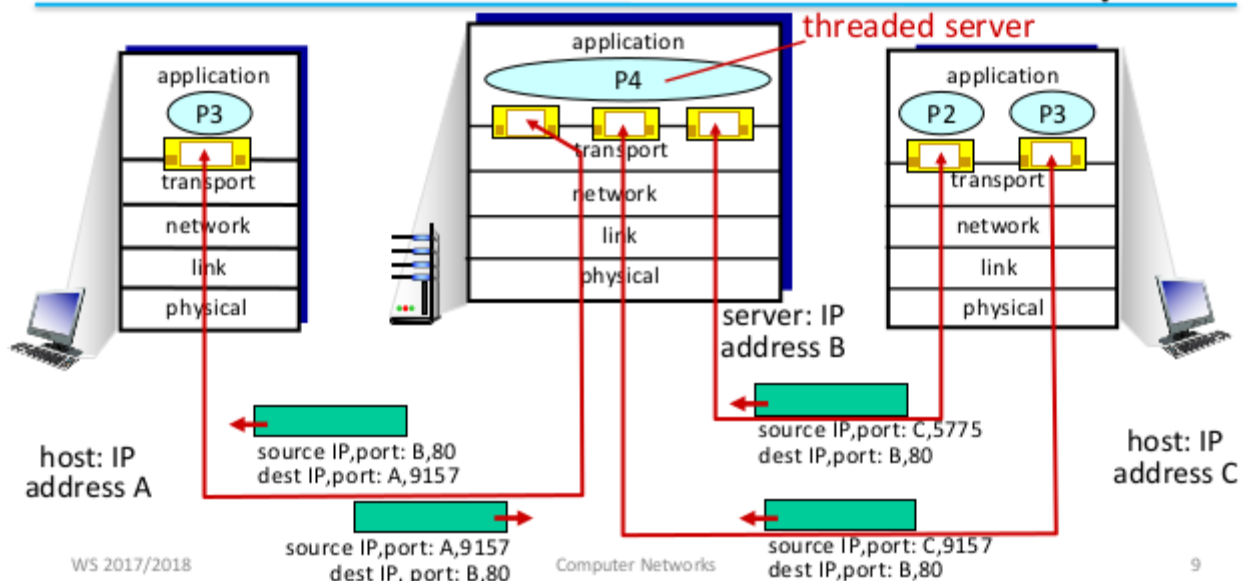 threaded server
application
P3
transport
network
link
physical
application
P4
transport
network
link
physical
application
P2
P3
transport
network
link
physical
server: IP
address B
host: IP
address A
source IP,port: B,80
dest IP,port: A,9157
source IP,port: C,5775
dest IP,port: B,80
host: IP
address C
source IP,port: A,9157
dest IP, port: B,80
source IP,port: C,9157
dest IP,port: B,80
WS 2017/2018
Computer Networks
9